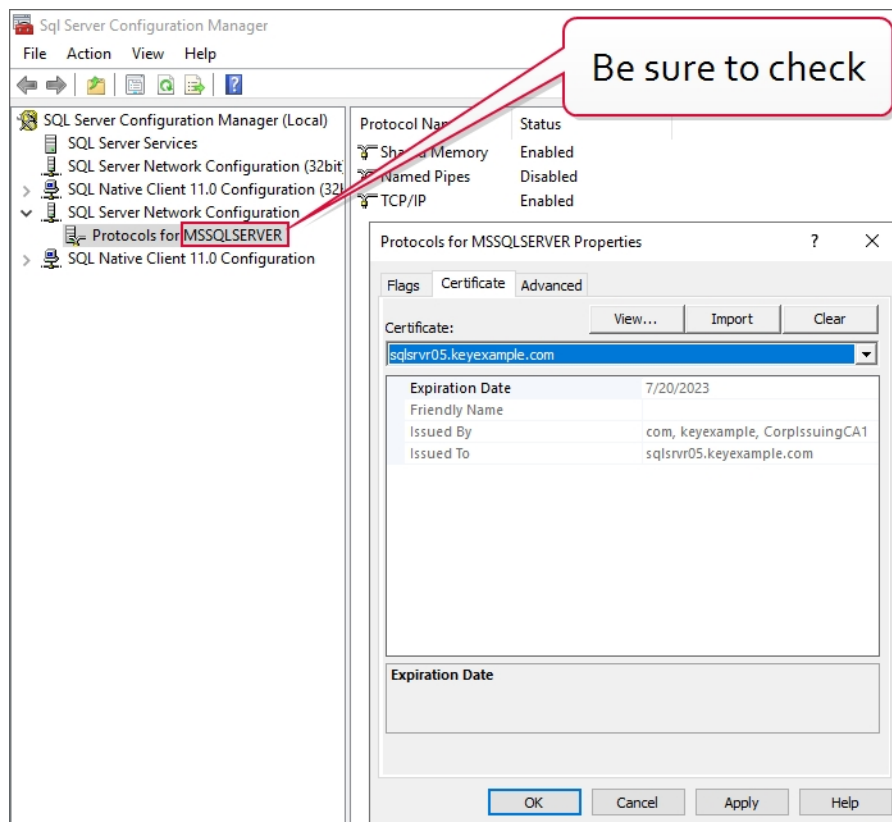 Sql Server Configuration Manager
File Action View Help
Be sure to check
SQL Server Configuration Manager (Local)
SQL Server Services
SQL Server Network Configuration (32bit
SQL Native Client 11.0 Configuration (32
SQL Server Network Configuration
Protocols for MSSQLSERVER
SQL Native Client 11.0 Configuration
Status
Memory Enabled
Named Pipes Disabled
TCP/IP Enabled
Protocols for MSSQLSERVER Properties
Flags Certificate Advanced
Certificate: View... Import Clear
sqlsrvr05.keyexample.com
Expiration Date 7/20/2023
Friendly Name
Issued By com, keyexample, CorpIssuingCA1
Issued To sqlsrvr05.keyexample.com
Expiration Date
OK Cancel Apply Help